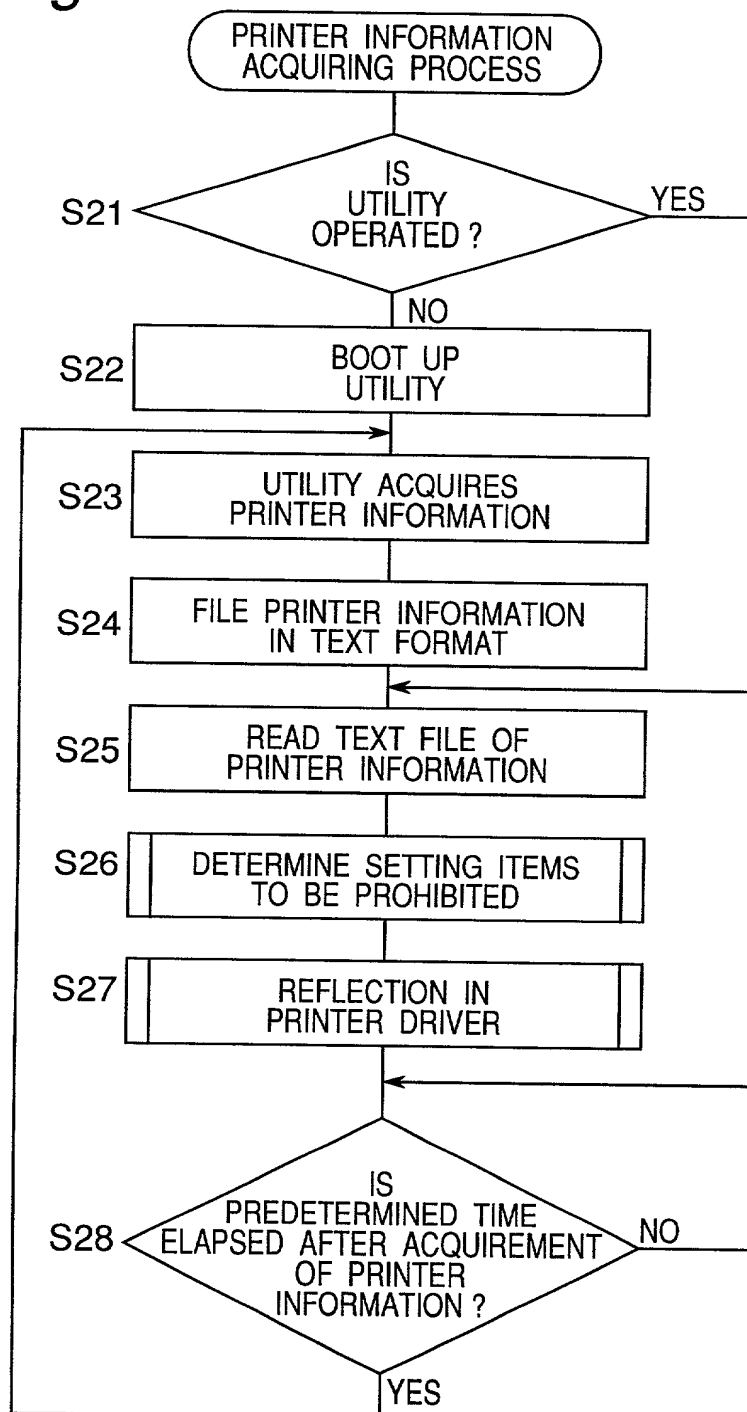 PRINTER INFORMATION
ACQUIRING PROCESS
S21
IS
UTILITY
OPERATED ?
YES
NO
S22
BOOT UP
UTILITY
S23
UTILITY ACQUIRES
PRINTER INFORMATION
S24
FILE PRINTER INFORMATION
IN TEXT FORMAT
S25
READ TEXT FILE OF
PRINTER INFORMATION
S26
DETERMINE SETTING ITEMS
TO BE PROHIBITED
S27
REFLECTION IN
PRINTER DRIVER
S28
IS
PREDETERMINED TIME
ELAPSED AFTER ACQUIREMENT
OF PRINTER
INFORMATION ?
NO
YES